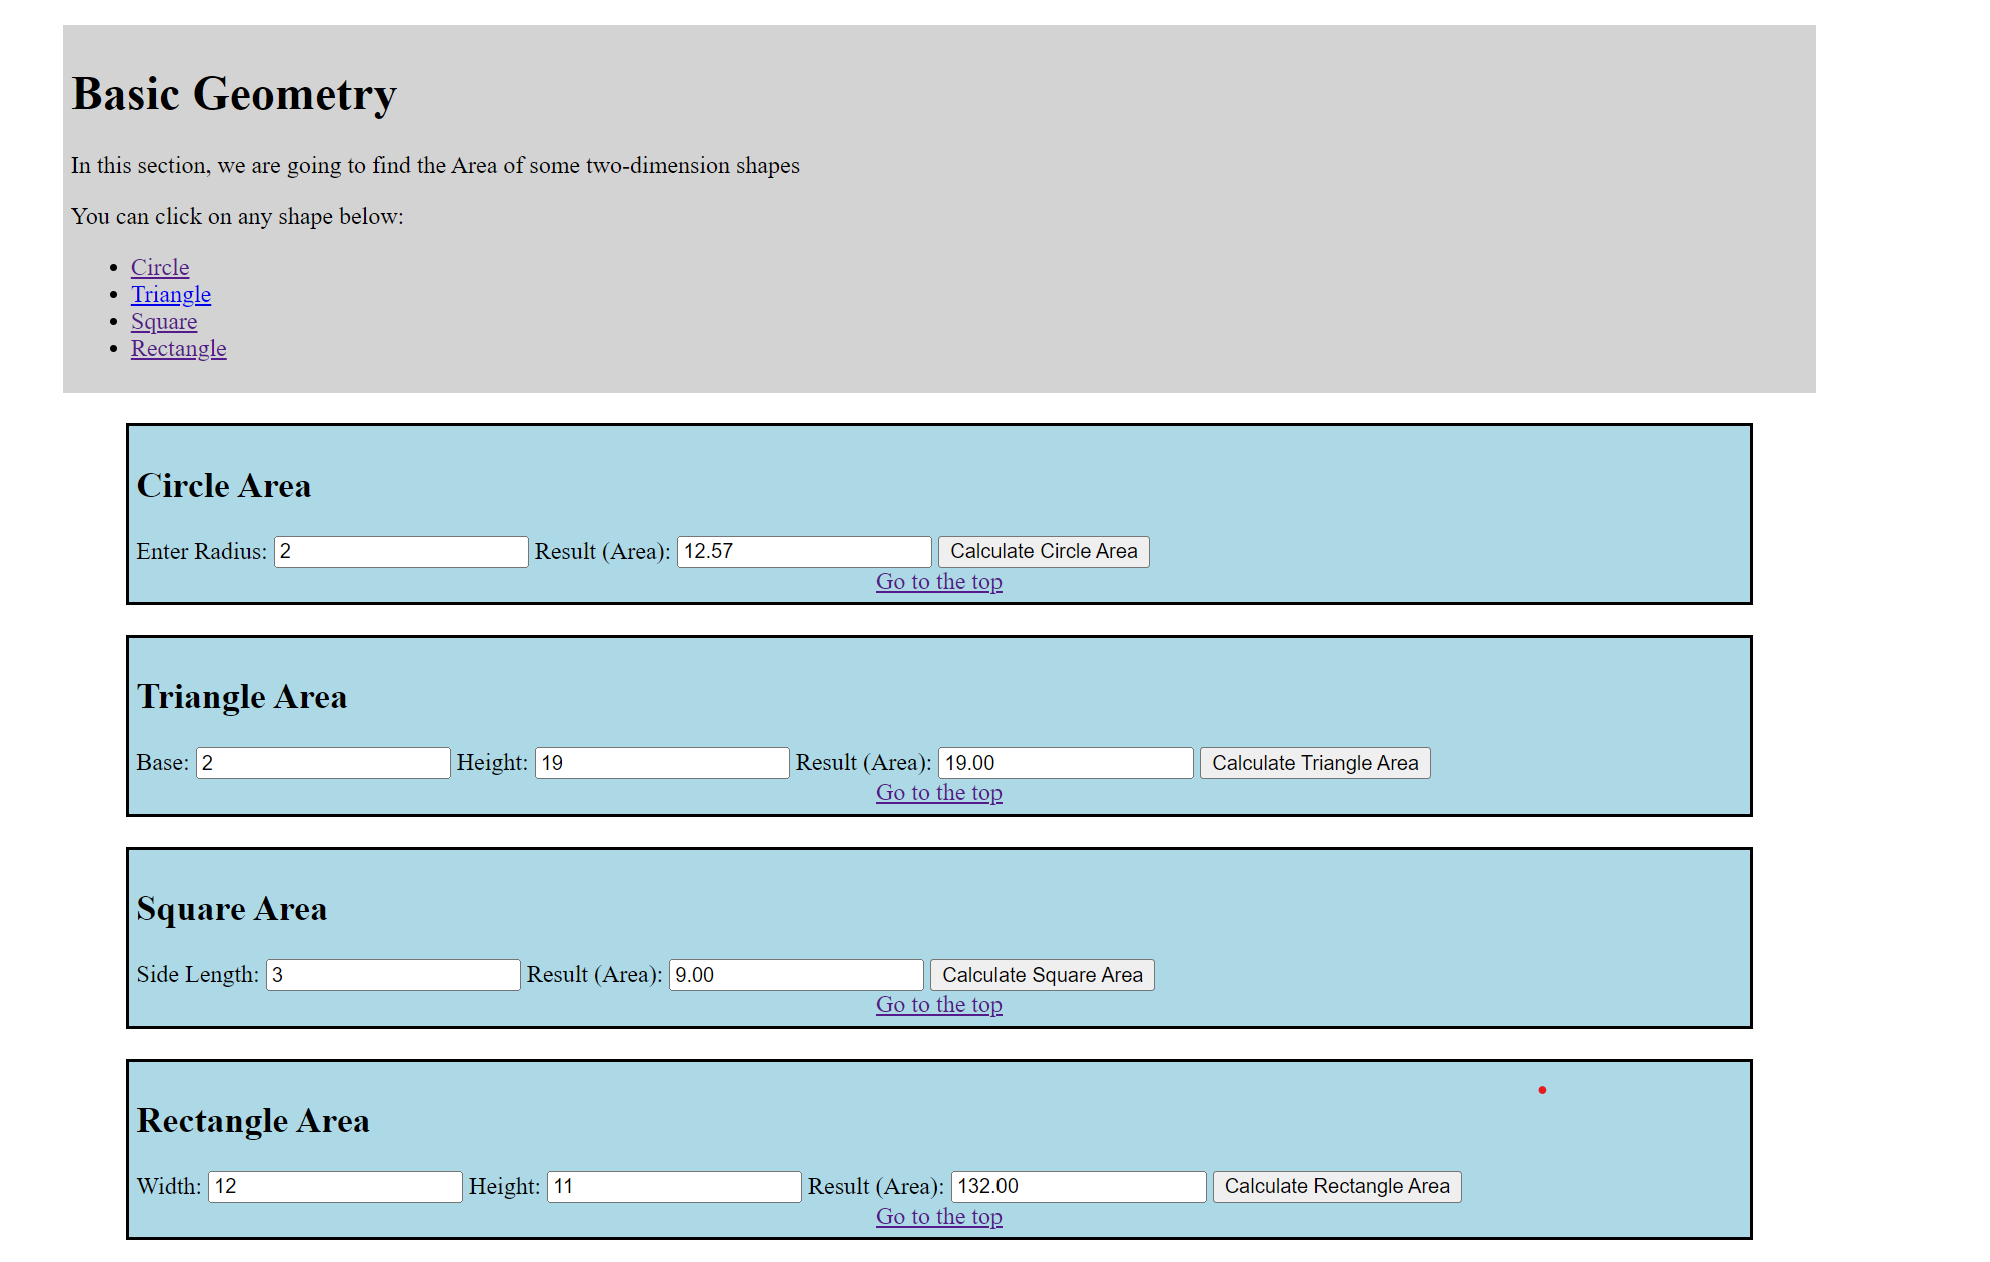 Basic Geometry
In this section, we are going to find the Area of some two-dimension shapes
You can click on any shape below:
Circle
Triangle
Square
Rectangle
Circle Area
Enter Radius: 2 Result (Area): 12.57 Calculate Circle Area
Go to the top
Triangle Area
Base: 2 Height: 19 Result (Area): 19.00 Calculate Triangle Area
Go to the top
Square Area
Side Length: 3 Result (Area): 9.00 Calculate Square Area
Go to the top
Rectangle Area
Width: 12 Height: 11 Result (Area): 132.00 Calculate Rectangle Area
Go to the top